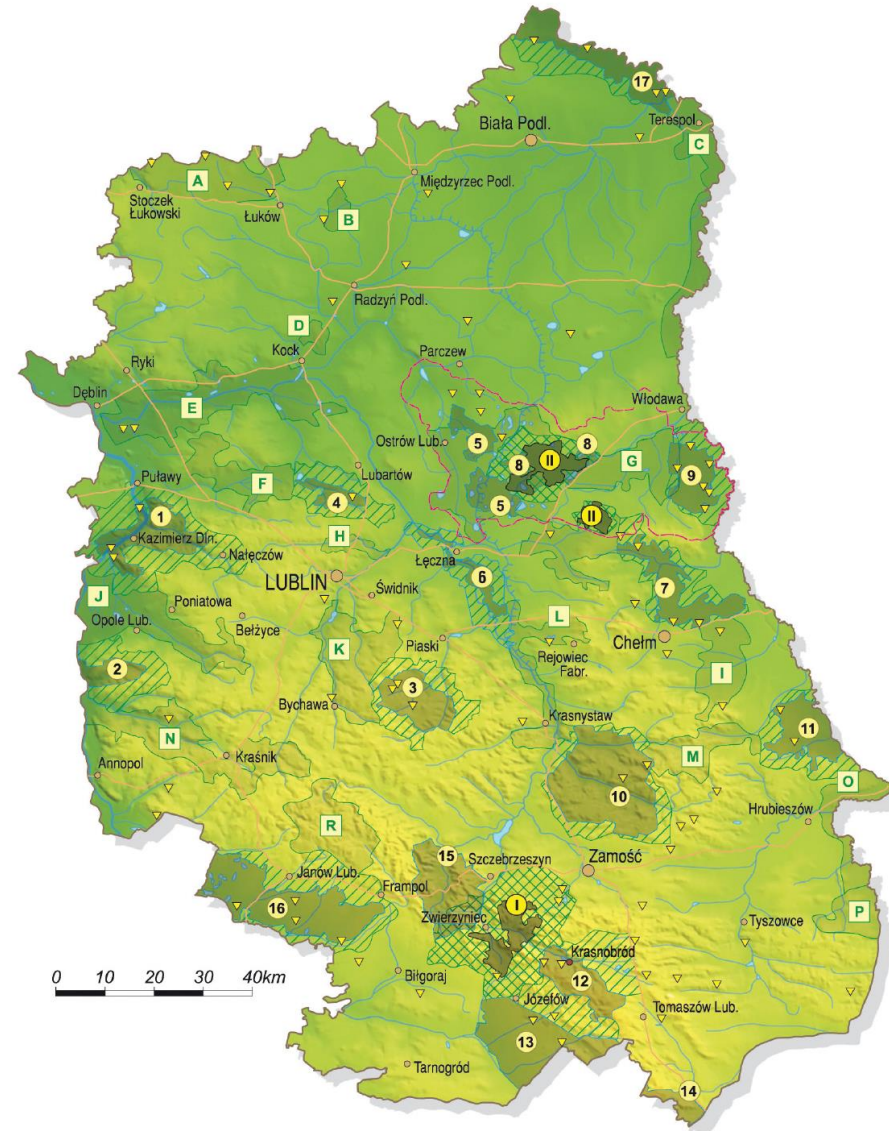 17
Terespol
Biała Podl.
C
A
Stoczek
Łukowski
Międzyrzec Podl.
Łuków
B
Radzyń Podl.
D
Kock
Parczew
Ryki
Dęblin
E
Włodawa
Ostrów Lub.
5
8
8
II
G
9
Puławy
F
Lubartów
4
5
II
1
Kazimierz Dln.
Nałęczów
H
Łęczna
LUBLIN
Świdnik
6
7
J
Poniatowa
Opole Lub.
Bełżyce
K
Piaski
L
Rejowiec
Fabr.
Chełm
I
2
3
Bychawa
Krasnystaw
11
N
Kraśnik
M
Annopol
10
O
Hrubieszów
R
15
Szczebrzeszyn
Zamość
Janów Lub.
Frampol
16
I
Zwierzyniec
P
Tyszowce
Krasnobród
0 10 20 30 40km
Biłgoraj
12
Józefów
Tomaszów Lub.
13
Tarnogród
14